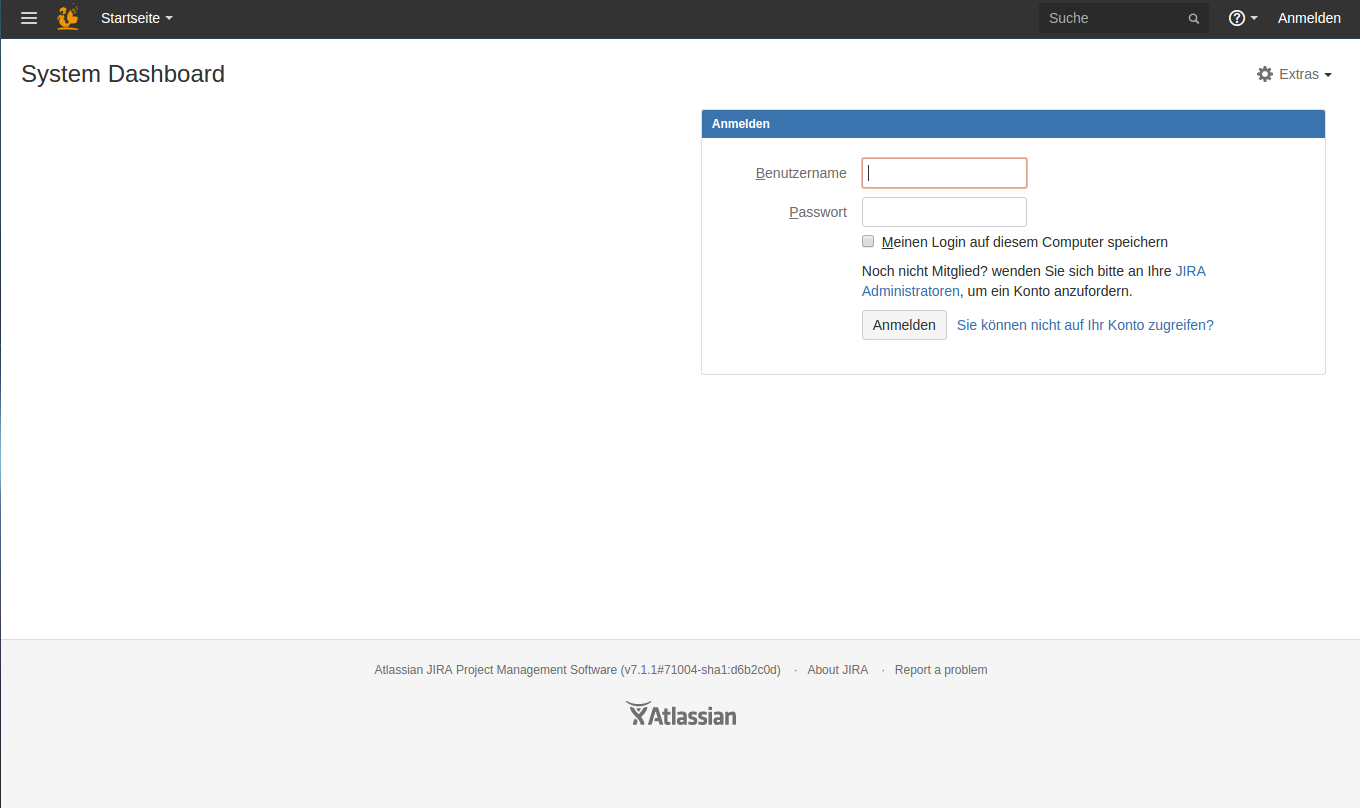 Startseite
Suche
Anmelden
System Dashboard
Extras
Anmelden
Benutzername
Passwort
Meinen Login auf diesem Computer speichern
Noch nicht Mitglied? wenden Sie sich bitte an Ihre JIRA
Administratoren, um ein Konto anzufordern.
Anmelden Sie können nicht auf Ihr Konto zugreifen?
Atlassian JIRA Project Management Software (v7.1.1#71004-sha1:d6b2c0d) · About JIRA · Report a problem
Atlassian